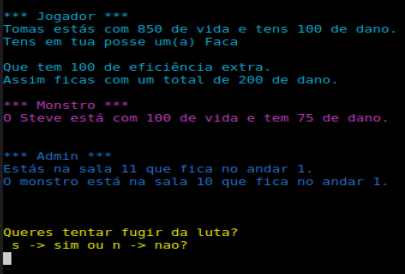 *** Jogador ***
Tomas estás com 850 de vida e tens 100 de dano.
Tens em tua posse um(a) Faca
Que tem 100 de eficiência extra.
Assim ficas com um total de 200 de dano.
*** Monstro ***
O Steve está com 100 de vida e tem 75 de dano.
*** Admin ***
Estás na sala 11 que fica no andar 1.
O monstro está na sala 10 que fica no andar 1.
Queres tentar fugir da luta?
s -> sim ou n -> nao?